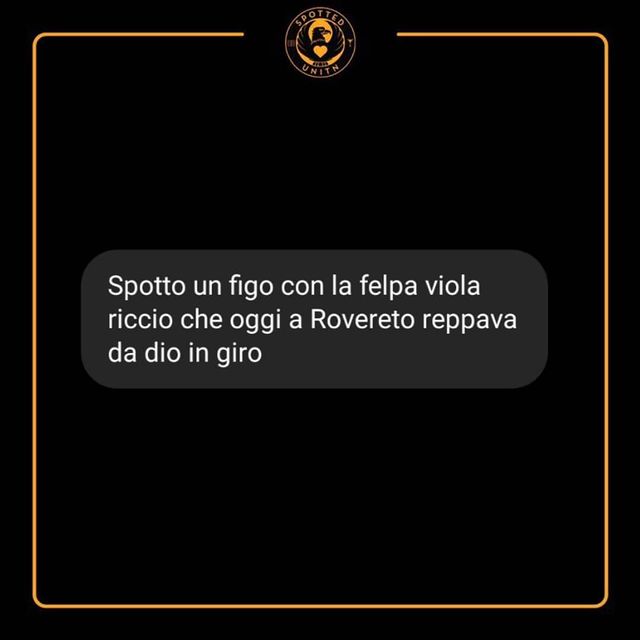 SPOTTED
UNITN
Spotto un figo con la felpa viola
riccio che oggi a Rovereto reppava
da dio in giro